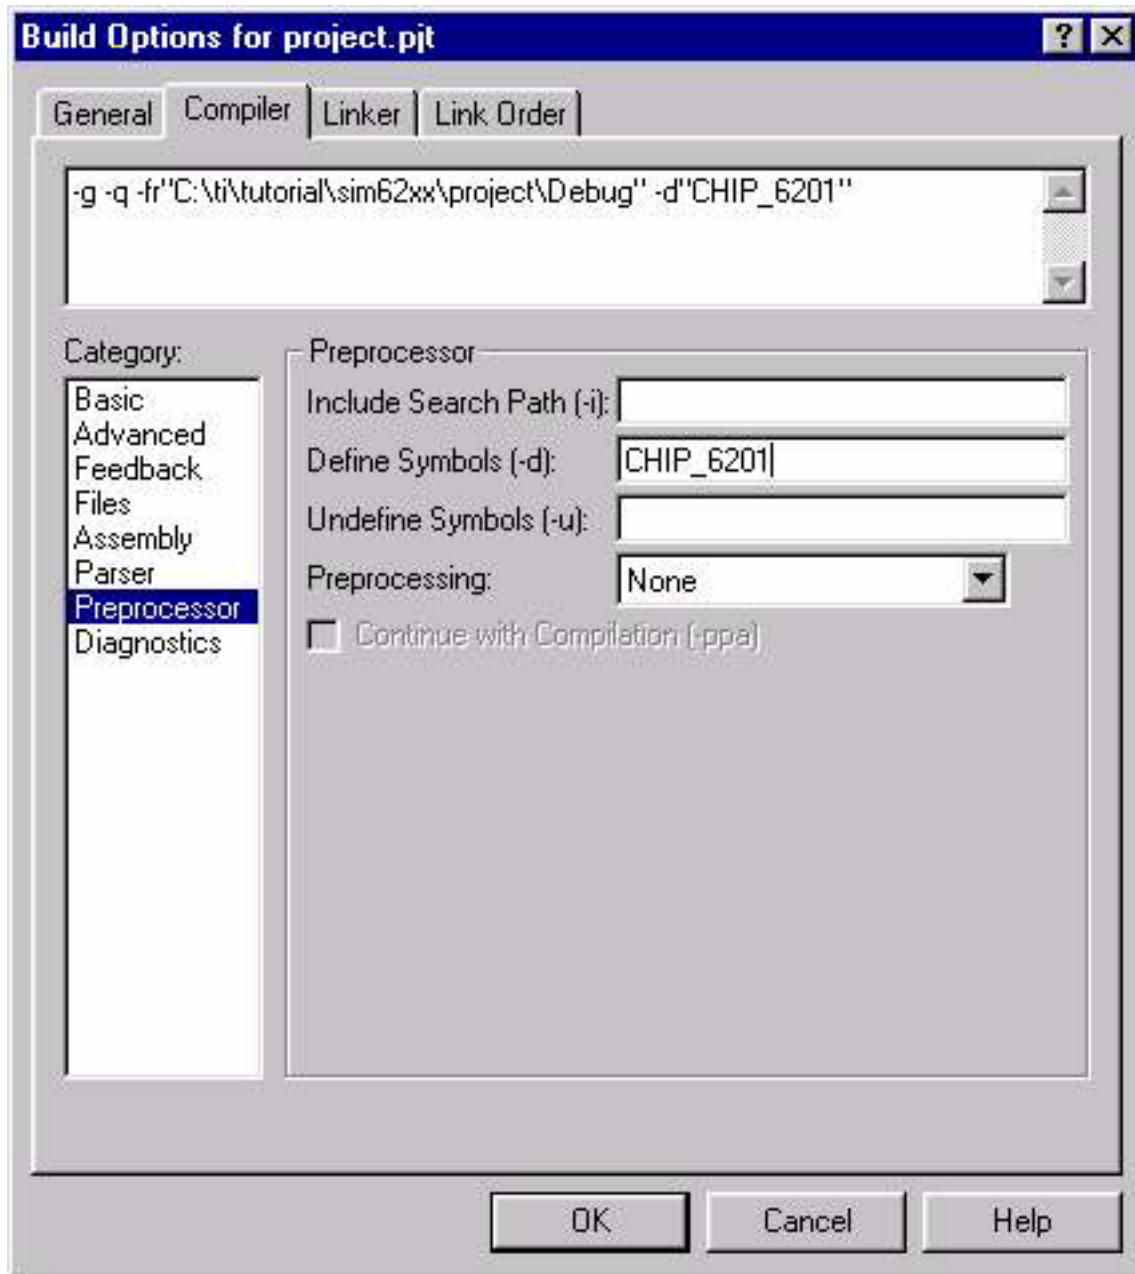 Build Options for project.pjt
General Compiler Linker Link Order
-g -q -fr"C:\ti\tutorial\sim62xx\project\Debug" -d"CHIP_6201"
Category:
Basic
Advanced
Feedback
Files
Assembly
Parser
Preprocessor
Diagnostics
Preprocessor
Include Search Path (-i):
Define Symbols (-d): CHIP_6201
Undefine Symbols (-u):
Preprocessing: None
Continue with Compilation (-ppa)
OK Cancel Help